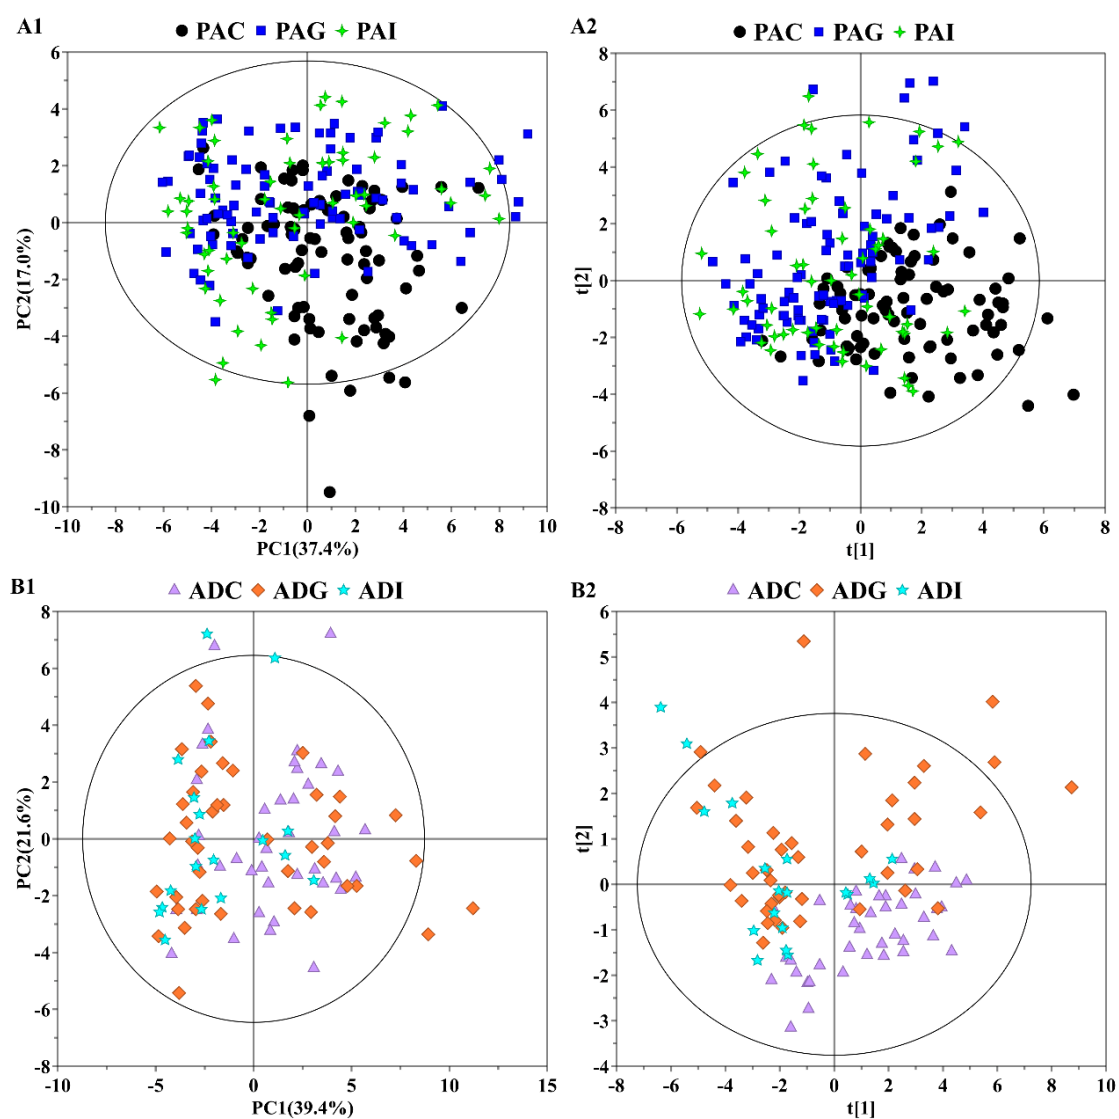 A1
PAC PAG PAI
6
4
2
0
-2
-4
-6
-8
-10
PC2(17.0%)
-10 -8 -6 -4 -2 0 2 4 6 8 10
PC1(37.4%)
A2
PAC PAG PAI
8
6
4
2
0
-2
-4
-6
-8
t[2]
-8 -6 -4 -2 0 2 4 6 8
t[1]
B1
ADC ADG ADI
8
6
4
2
0
-2
-4
-6
-8
PC2(21.6%)
-10 -5 0 5 10 15
PC1(39.4%)
B2
ADC ADG ADI
6
5
4
3
2
1
0
-1
-2
-3
-4
t[2]
-8 -6 -4 -2 0 2 4 6 8 10
t[1]